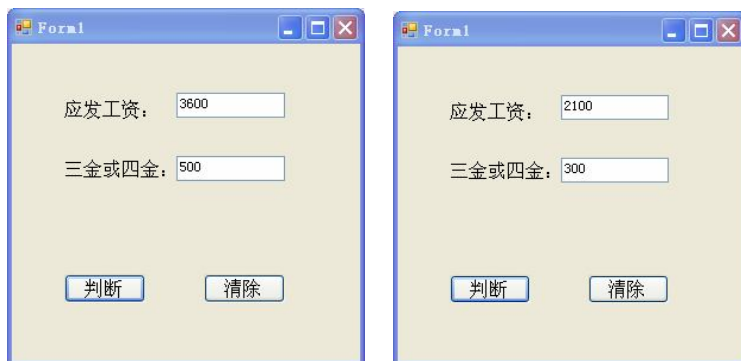 Form1
应发工资： 3600
三金或四金： 500
判断 清除
Form1
应发工资： 2100
三金或四金： 300
判断 清除